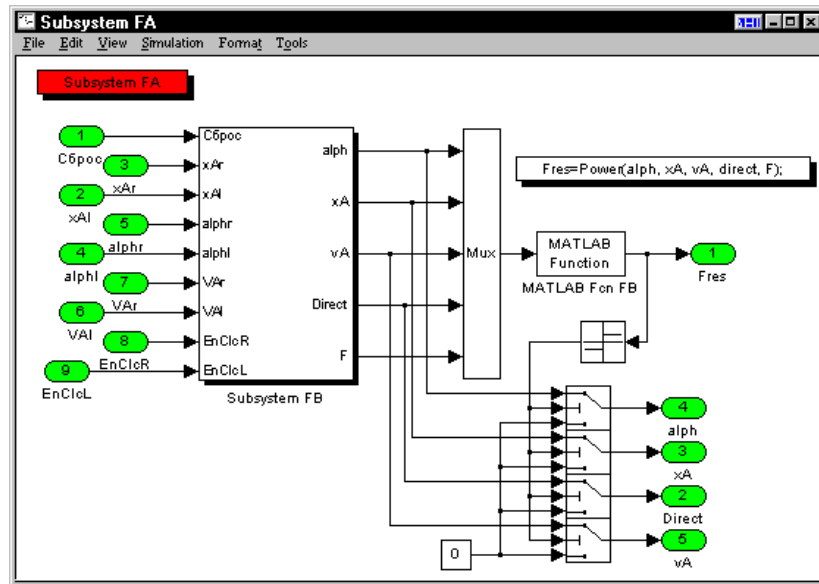 Subsystem FA
File Edit View Simulation Format Tools
Subsystem FA
1
Сброс
3
xAr
2
xAl
5
alphr
4
alphl
7
VAr
6
VAl
8
EnClcR
9
EnClcL
Сброс
xAr
xAl
alphr
alphl
VAr
VAl
EnClcR
EnClcL
alph
xA
vA
Direct
F
Subsystem FB
Mux
Fres=Power(alph, xA, vA, direct, F);
MATLAB
Function
MATLAB Fcn FB
1
Fres
4
alph
3
xA
2
Direct
5
vA
0